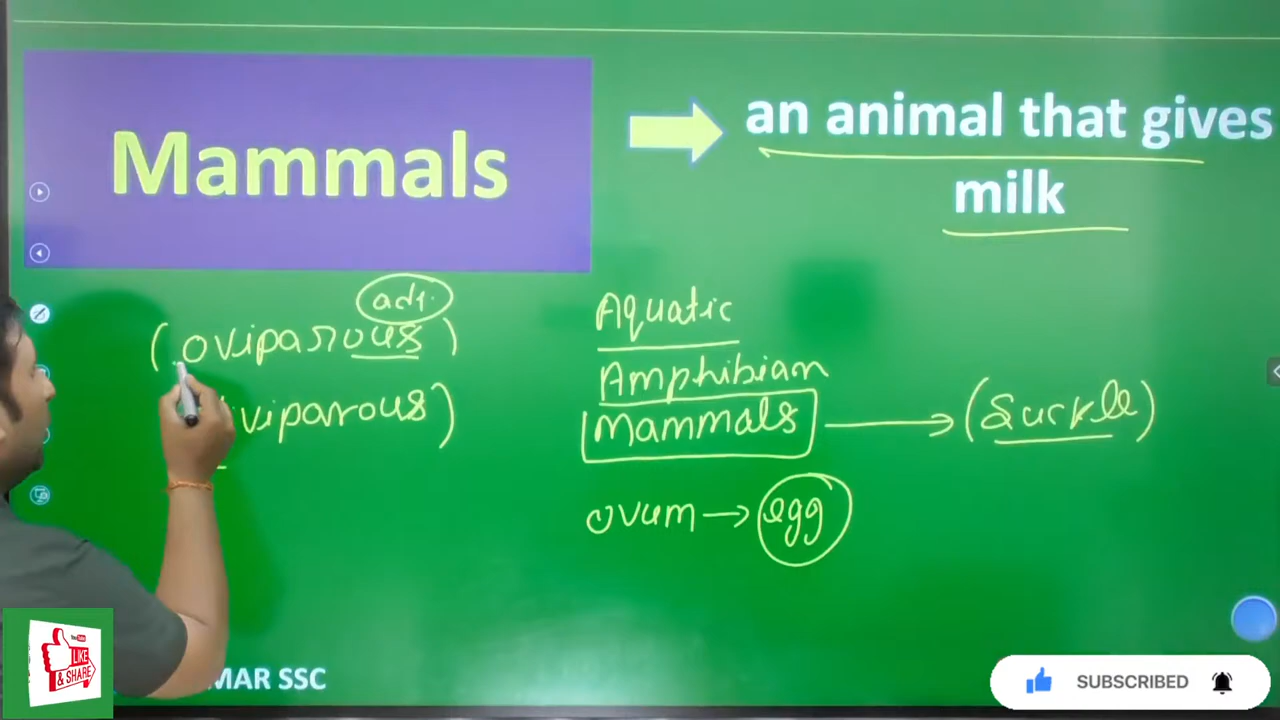 Mammals
an animal that gives
milk
adj.
(oviparous)
viparous)
Aquatic
Amphibian
Mammals
(Suckle)
ovum → egg
MAR SSC
YouTube
LIKE
& SHARE
SUBSCRIBED